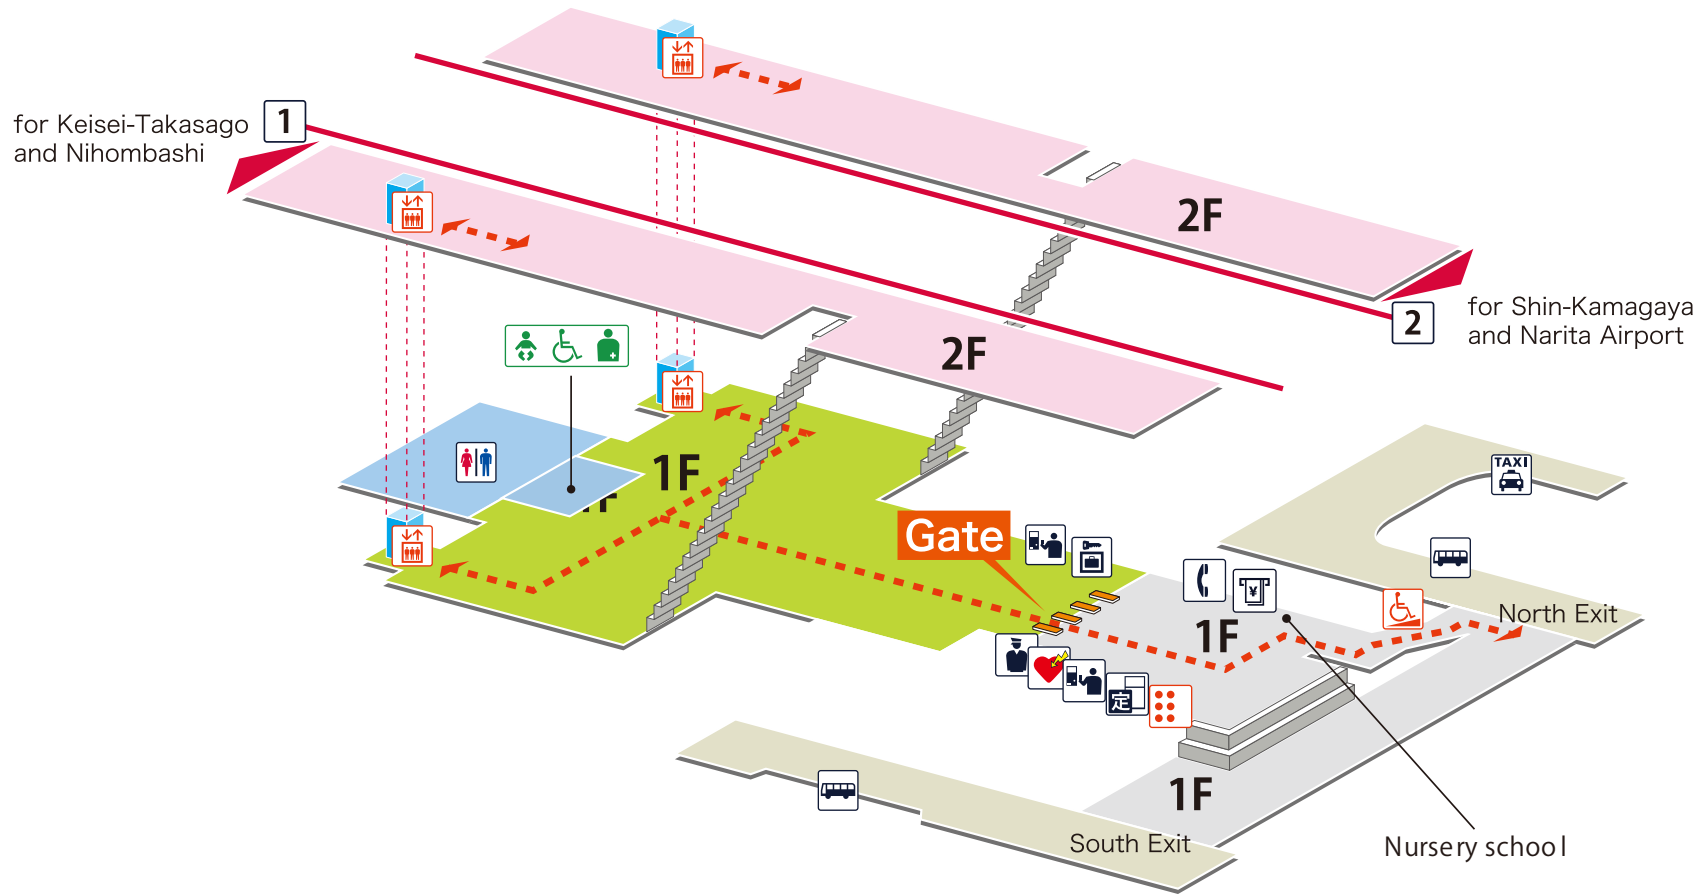 for Keisei-Takasago
and Nihombashi
1
2F
2
for Shin-Kamagaya
and Narita Airport
2F
1F
1F
TAXI
Gate
¥
North Exit
1F
定
1F
South Exit
Nursery school